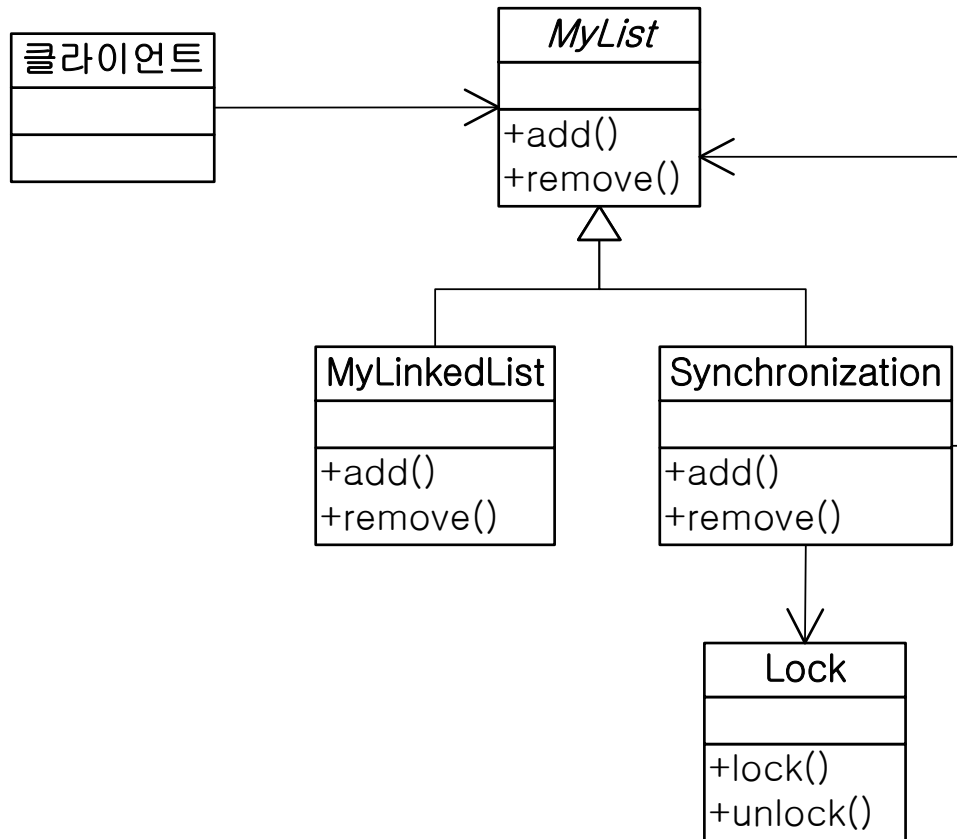 클라이언트
MyList
+add()
+remove()
MyLinkedList
+add()
+remove()
Synchronization
+add()
+remove()
Lock
+lock()
+unlock()